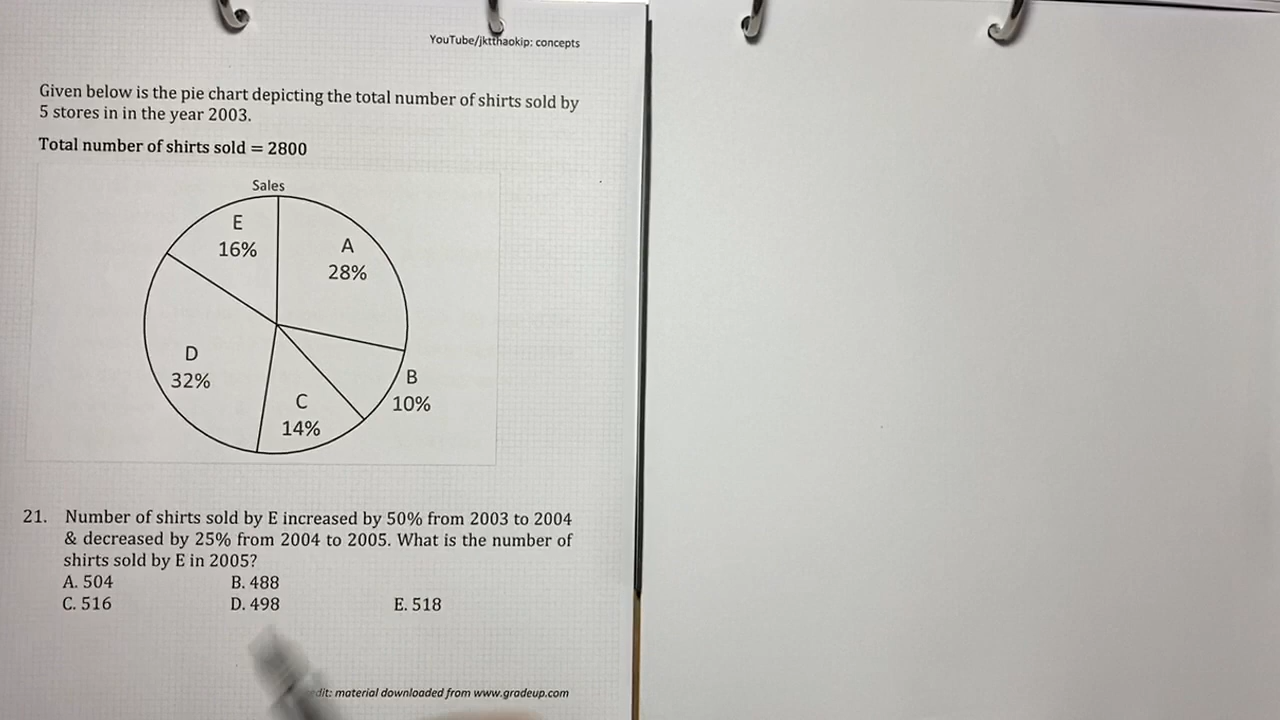 YouTube/jktthaokip: concepts
Given below is the pie chart depicting the total number of shirts sold by
5 stores in in the year 2003.
Total number of shirts sold = 2800
Sales
E
16%
A
28%
D
32%
B
10%
C
14%
21. Number of shirts sold by E increased by 50% from 2003 to 2004
& decreased by 25% from 2004 to 2005. What is the number of
shirts sold by E in 2005?
A. 504 B. 488
C. 516 D. 498 E. 518
material downloaded from www.gradeup.com